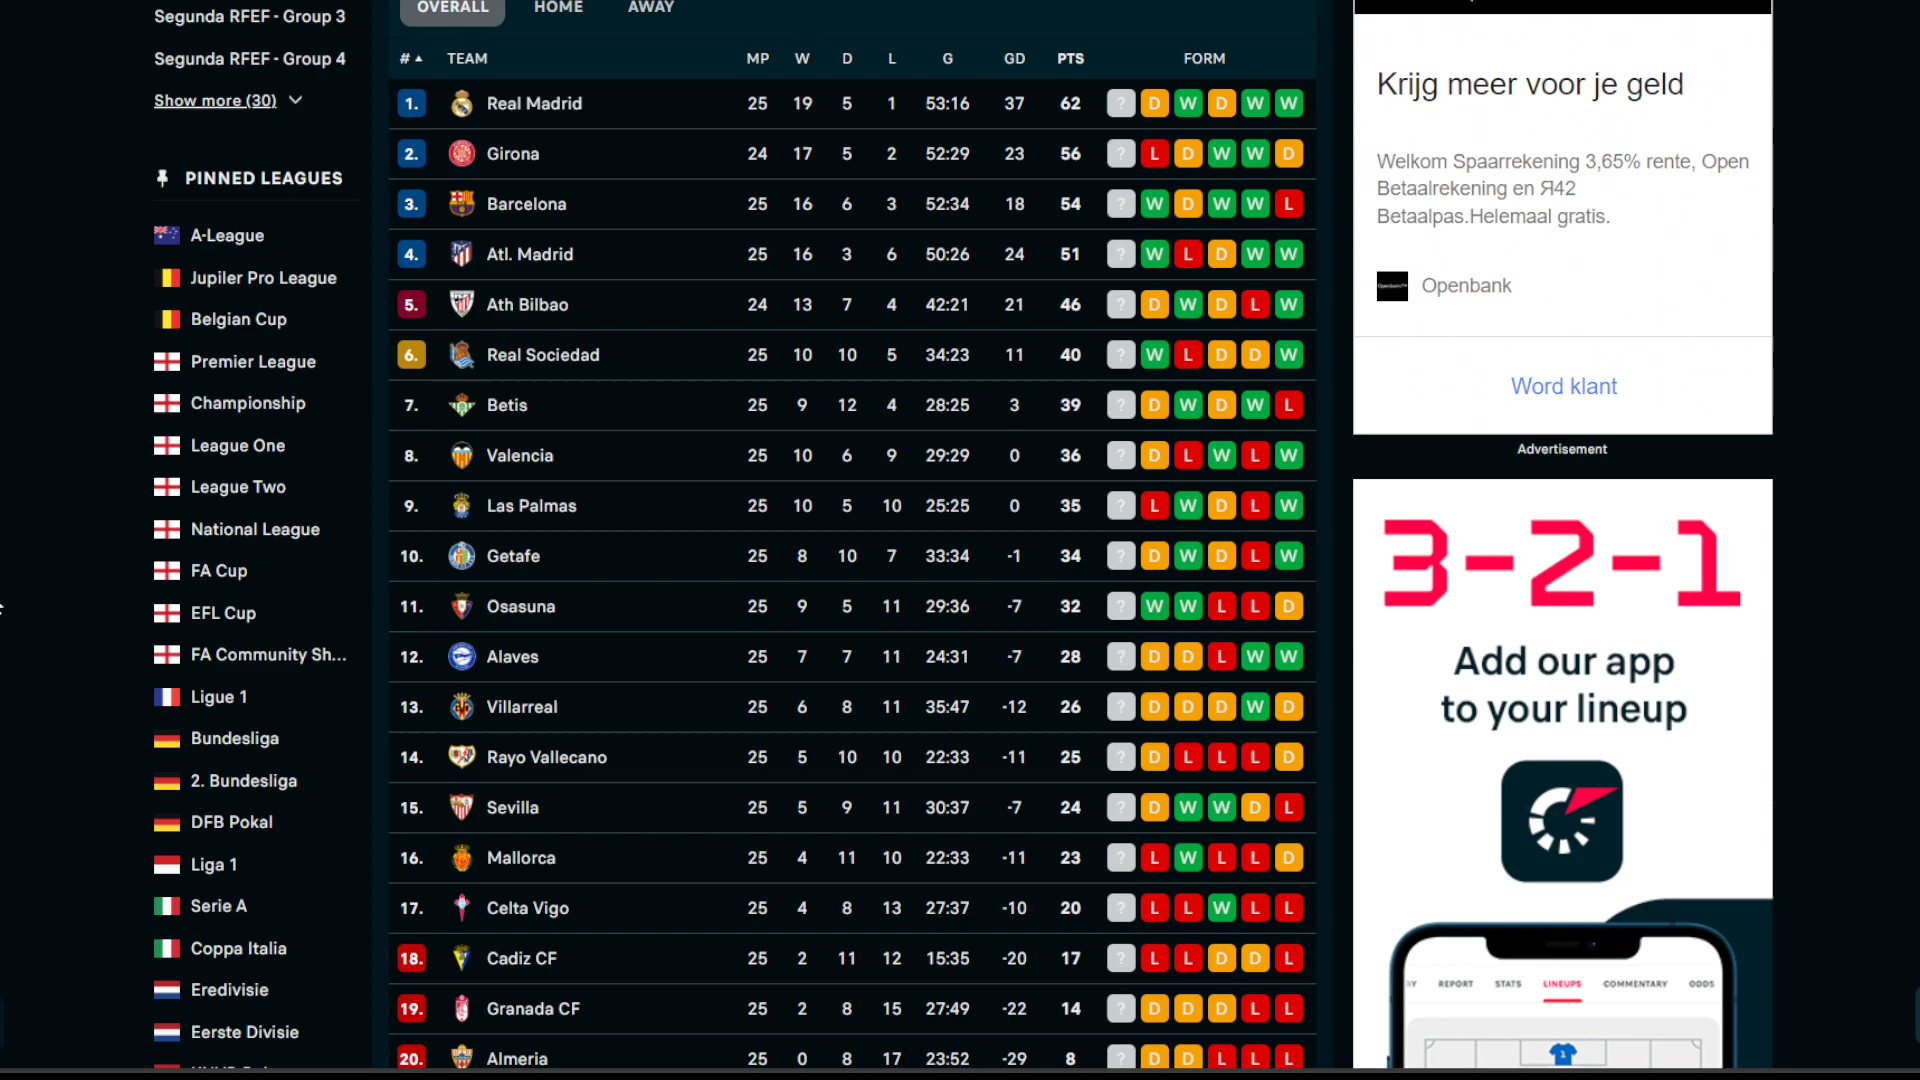 Segunda RFEF - Group 3
Segunda RFEF - Group 4
Show more (30)
PINNED LEAGUES
A-League
Jupiler Pro League
Belgian Cup
Premier League
Championship
League One
League Two
National League
FA Cup
EFL Cup
FA Community Sh...
Ligue 1
Bundesliga
2. Bundesliga
DFB Pokal
Liga 1
Serie A
Coppa Italia
Eredivisie
Eerste Divisie
OVERALL HOME AWAY
# TEAM MP W D L G GD PTS FORM
1. Real Madrid 25 19 5 1 53:16 37 62 ? D W D W W
2. Girona 24 17 5 2 52:29 23 56 ? L D W W D
3. Barcelona 25 16 6 3 52:34 18 54 ? W D W W L
4. Atl. Madrid 25 16 3 6 50:26 24 51 ? W L D W W
5. Ath Bilbao 24 13 7 4 42:21 21 46 ? D W D L W
6. Real Sociedad 25 10 10 5 34:23 11 40 ? W L D D W
7. Betis 25 9 12 4 28:25 3 39 ? D W D W L
8. Valencia 25 10 6 9 29:29 0 36 ? D L W L W
9. Las Palmas 25 10 5 10 25:25 0 35 ? L W D L W
10. Getafe 25 8 10 7 33:34 -1 34 ? D W D L W
11. Osasuna 25 9 5 11 29:36 -7 32 ? W W L L D
12. Alaves 25 7 7 11 24:31 -7 28 ? D D L W W
13. Villarreal 25 6 8 11 35:47 -12 26 ? D D D W D
14. Rayo Vallecano 25 5 10 10 22:33 -11 25 ? D L L L D
15. Sevilla 25 5 9 11 30:37 -7 24 ? D W W D L
16. Mallorca 25 4 11 10 22:33 -11 23 ? L W L L D
17. Celta Vigo 25 4 8 13 27:37 -10 20 ? L L W L L
18. Cadiz CF 25 2 11 12 15:35 -20 17 ? L L D D L
19. Granada CF 25 2 8 15 27:49 -22 14 ? D D D L L
20. Almeria 25 0 8 17 23:52 -29 8 ? D D L L L
Krijg meer voor je geld
Welkom Spaarrekening 3,65% rente, Open
Betaalrekening en Я42
Betaalpas.Helemaal gratis.
Openbank
Word klant
Advertisement
3-2-1
Add our app
to your lineup
RY REPORT STATS LINEUPS COMMENTARY ODDS
1